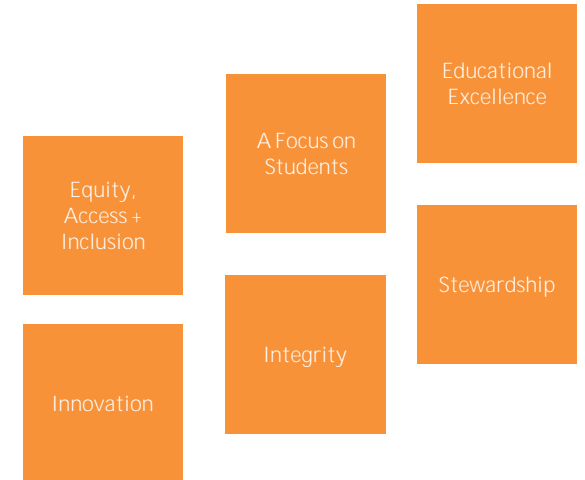 Educational
Excellence
A Focus on
Students
Equity,
Access +
Inclusion
Stewardship
Integrity
Innovation